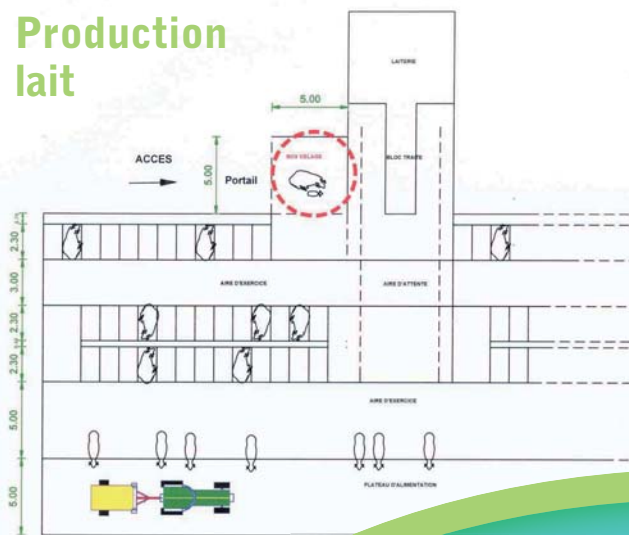 Production
lait
LAITERIE
5.00
BOX VELAGE
BLOC TRAITE
ACCES
Portail
5.00
2.30
3.00
AIRE D'EXERCICE
AIRE D'ATTENTE
2.30
2.30
5.00
AIRE D'EXERCICE
5.00
PLATEAU D'ALIMENTATION